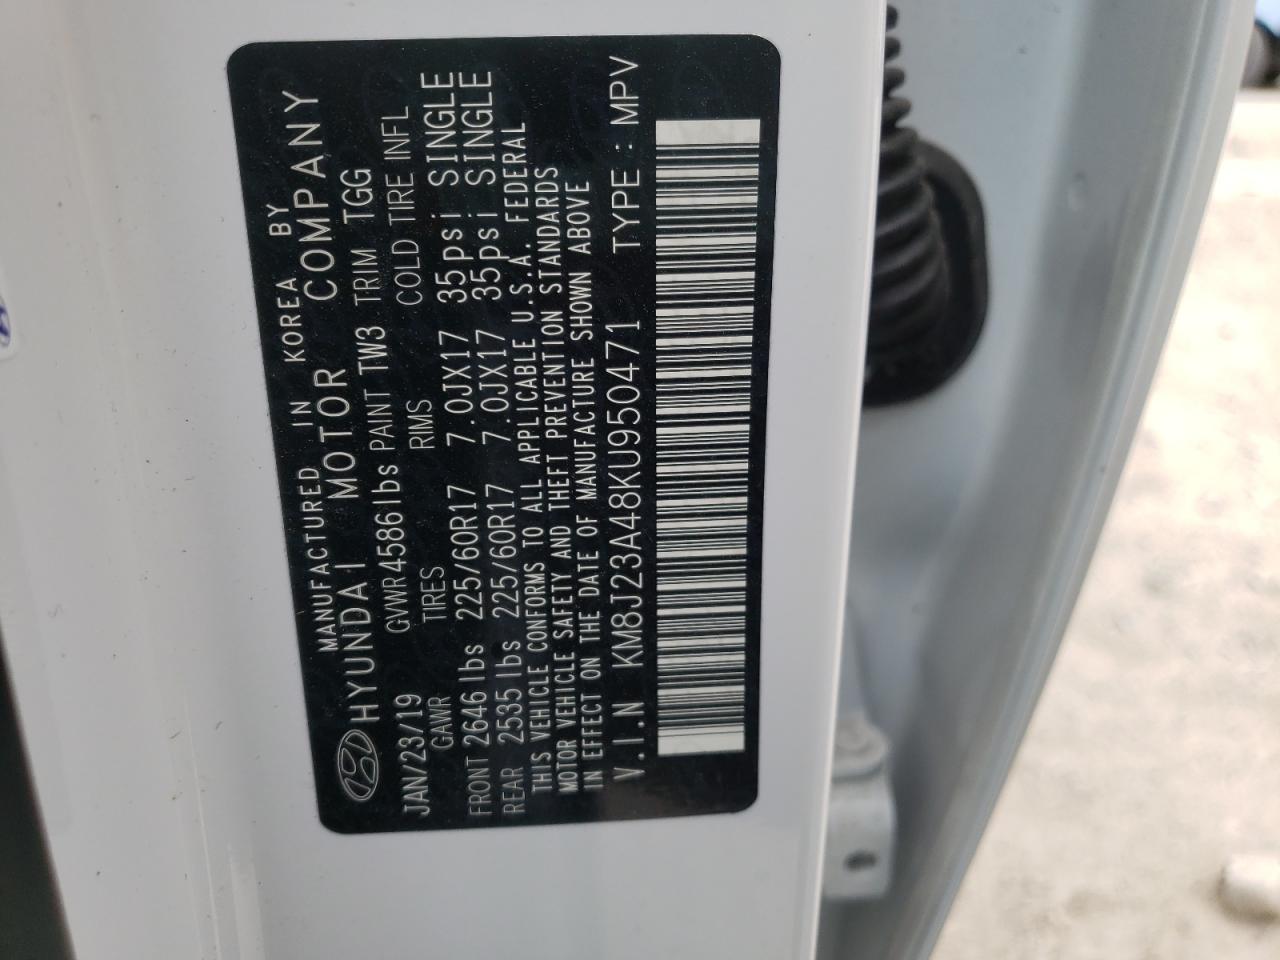 MANUFACTURED IN KOREA BY
HYUNDAI MOTOR COMPANY
JAN/23/19 GVWR4586lbs PAINT TW3 TRIM TGG
GAWR TIRES RIMS COLD TIRE INFL
FRONT 2646lbs 225/60R17 7.0JX17 35psi SINGLE
REAR 2535lbs 225/60R17 7.0JX17 35psi SINGLE
THIS VEHICLE CONFORMS TO ALL APPLICABLE U.S.A. FEDERAL
MOTOR VEHICLE SAFETY AND THEFT PREVENTION STANDARDS
IN EFFECT ON THE DATE OF MANUFACTURE SHOWN ABOVE
V.I.N KM8J23A48KU950471 TYPE : MPV